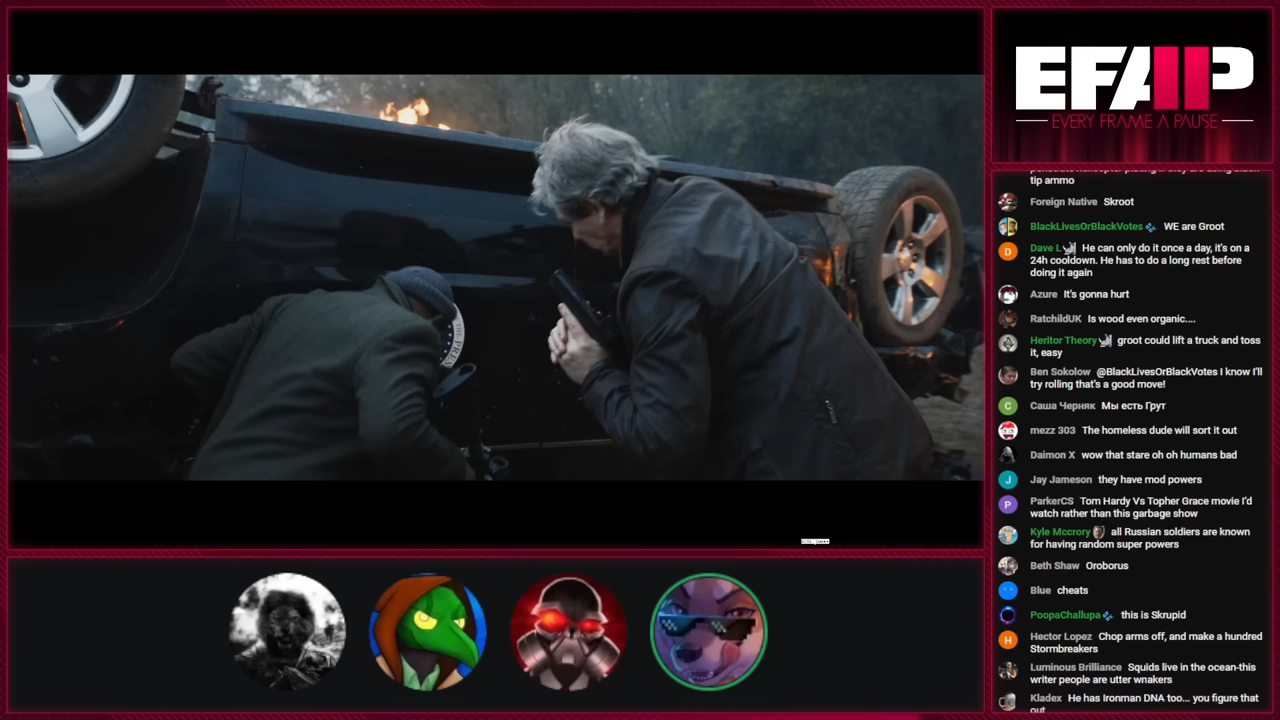 THE PRES
EFAP
EVERY FRAME A PAUSE
tip ammo
Foreign Native Skroot
BlackLivesOrBlackVotes WE are Groot
D
Dave L He can only do it once a day, it's on a
24h cooldown. He has to do a long rest before
doing it again
Azure It's gonna hurt
RatchildUK Is wood even organic....
Heritor Theory groot could lift a truck and toss
it, easy
Ben Sokolow @BlackLivesOrBlackVotes I know I'll
try rolling that's a good move!
С
Саша Черняк Мы есть Грут
mezz 303 The homeless dude will sort it out
Daimon X wow that stare oh oh humans bad
J
Jay Jameson they have mod powers
P
ParkerCS Tom Hardy Vs Topher Grace movie I'd
watch rather than this garbage show
Kyle Mccrory all Russian soldiers are known
for having random super powers
Beth Shaw Oroborus
Blue cheats
PoopaChallupa this is Skrupid
H
Hector Lopez Chop arms off, and make a hundred
Stormbreakers
Luminous Brilliance Squids live in the ocean-this
writer people are utter wnakers
Kladex He has Ironman DNA too... you figure that
out